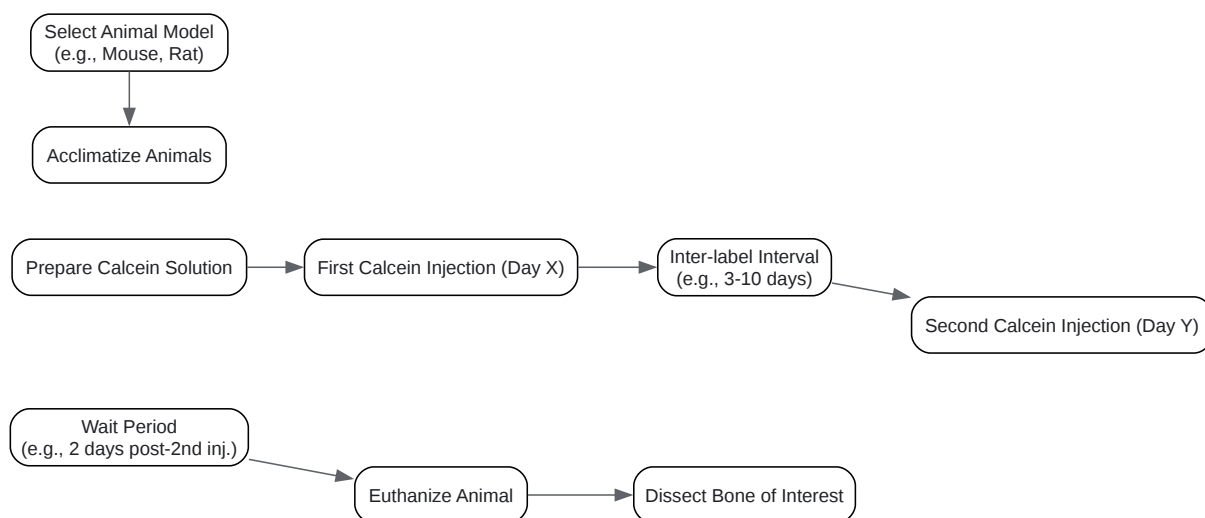 Select Animal Model
(e.g., Mouse, Rat)
Acclimatize Animals
Prepare Calcein Solution
First Calcein Injection (Day X)
Inter-label Interval
(e.g., 3-10 days)
Second Calcein Injection (Day Y)
Wait Period
(e.g., 2 days post-2nd inj.)
Euthanize Animal
Dissect Bone of Interest